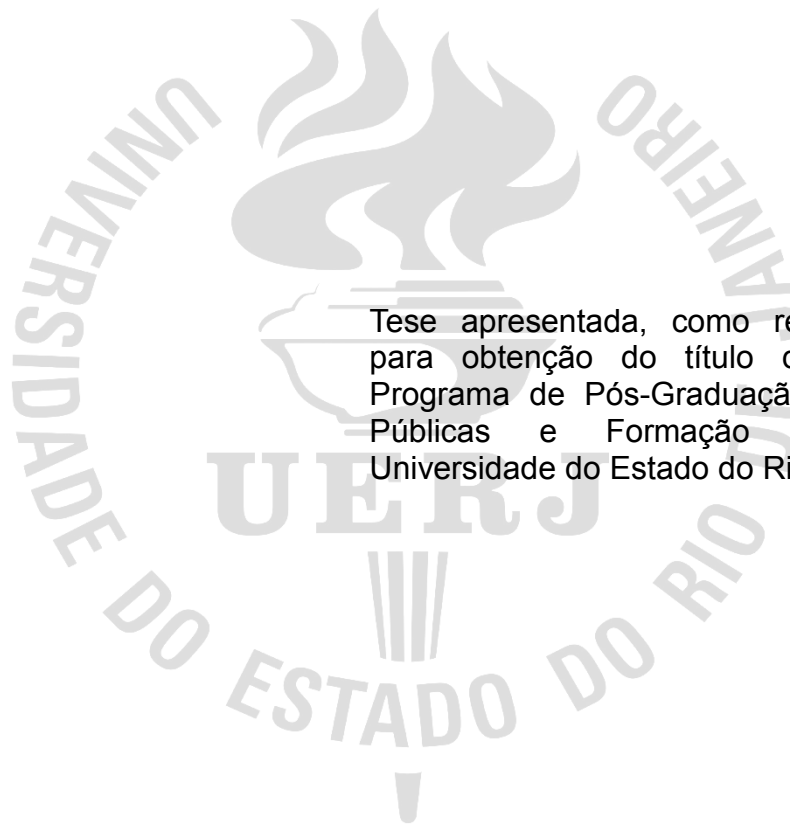 UNIVERSIDADE DO ESTADO DO RIO DE JANEIRO
UERJ
Tese apresentada, como
para obtenção do título
Programa de Pós-Graduaçã
Públicas e Formação
Universidade do Estado do Ri